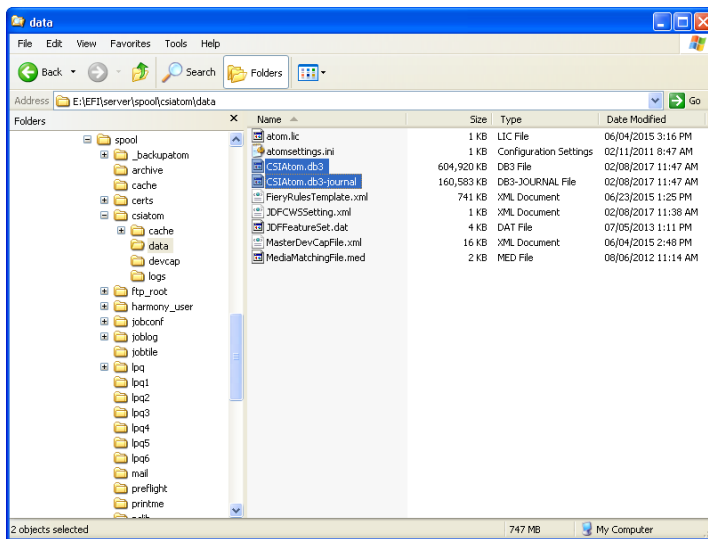 data
File Edit View Favorites Tools Help
Back Search Folders
Address E:\EFI\server\spool\csiatom\data Go
Folders Name Size Type Date Modified
spool
_backupatom
archive
cache
certs
csiatom
cache
data
devcap
logs
ftp_root
harmony_user
jobconf
joblog
jobtile
lpq
lpq1
lpq2
lpq3
lpq4
lpq5
lpq6
mail
preflight
printme
atom.lic 1 KB LIC File 06/04/2015 3:16 PM
atomsettings.ini 1 KB Configuration Settings 02/11/2011 8:47 AM
CSIAtom.db3 604,920 KB DB3 File 02/08/2017 11:47 AM
CSIAtom.db3-journal 160,583 KB DB3-JOURNAL File 02/08/2017 11:47 AM
FieryRulesTemplate.xml 741 KB XML Document 06/23/2015 1:25 PM
JDFCWSSetting.xml 1 KB XML Document 02/08/2017 11:38 AM
JDFFeatureSet.dat 4 KB DAT File 07/05/2013 1:11 PM
MasterDevCapFile.xml 16 KB XML Document 06/04/2015 2:48 PM
MediaMatchingFile.med 2 KB MED File 08/06/2012 11:14 AM
2 objects selected 747 MB My Computer